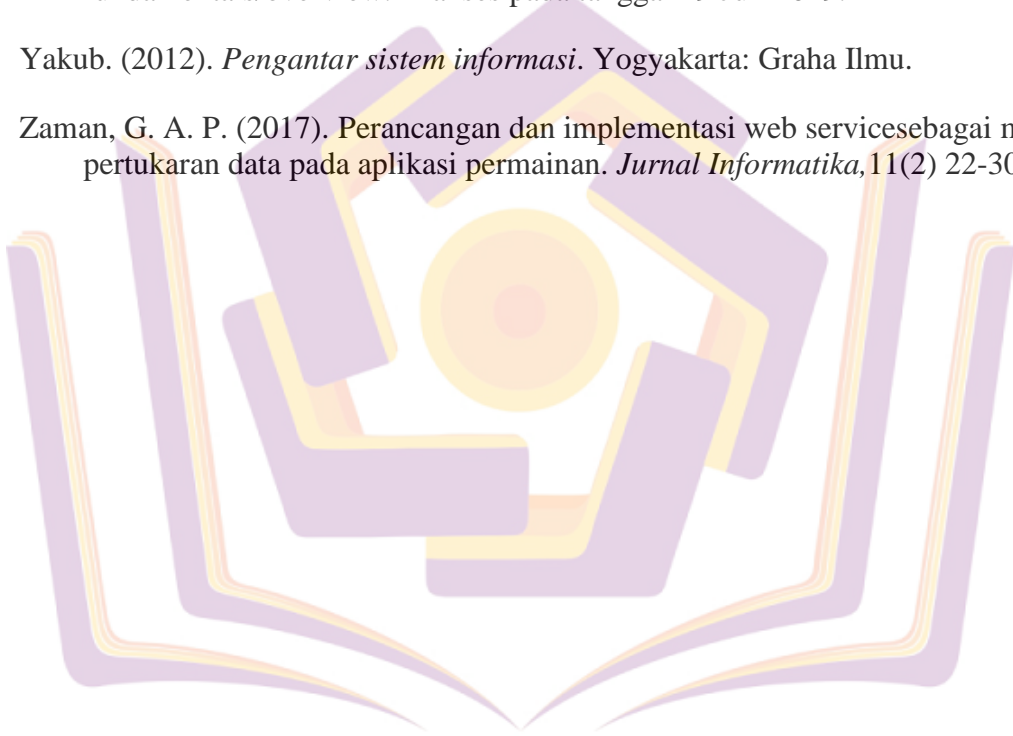 Yakub. (2012). Pengantar sistem informasi. Yogyakarta: Graha Ilmu.
Zaman, G. A. P. (2017). Perancangan dan implementasi web servicesebagai
pertukaran data pada aplikasi permainan. Jurnal Informatika,11(2) 22-30